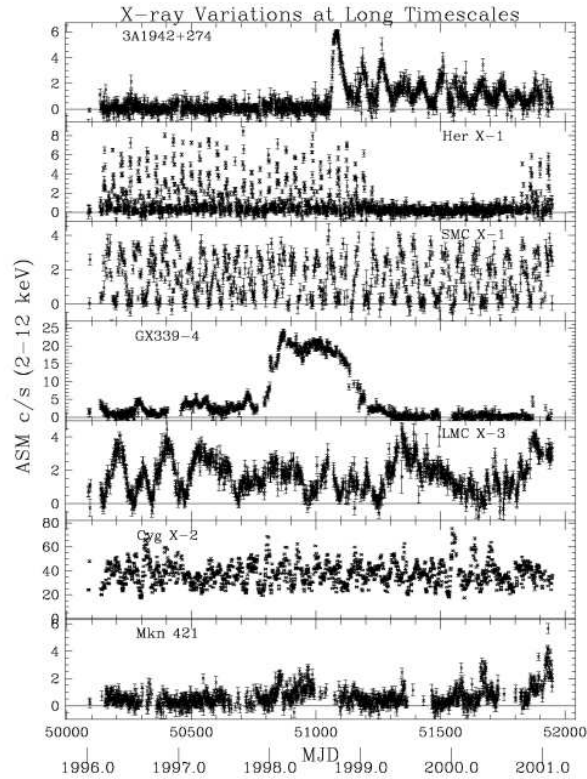 X-ray Variations at Long Timescales
3A1942+274
6
4
2
0
Her X-1
8
6
4
2
0
SMC X-1
4
2
0
GX339-4
25
20
15
10
5
0
LMC X-3
4
2
0
Cyg X-2
80
60
40
20
0
Mkn 421
6
4
2
0
ASM c/s (2-12 keV)
50000 50500 51000 51500 52000
MJD
1996.0 1997.0 1998.0 1999.0 2000.0 2001.0